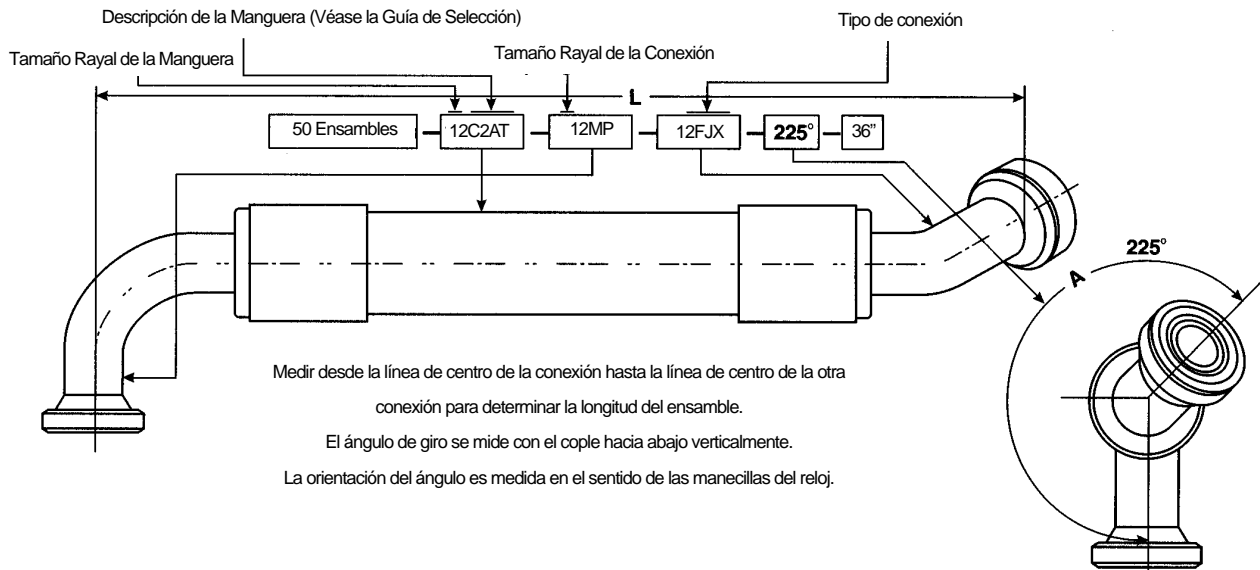 Descripción de la Manguera (Véase la Guía de Selección)
Tipo de conexión
Tamaño Rayal de la Manguera
Tamaño Rayal de la Conexión
L
50 Ensambles
12C2AT
12MP
12FJX
225°
36”
225°
A
Medir desde la línea de centro de la conexión hasta la línea de centro de la otra
conexión para determinar la longitud del ensamble.
El ángulo de giro se mide con el cople hacia abajo verticalmente.
La orientación del ángulo es medida en el sentido de las manecillas del reloj.